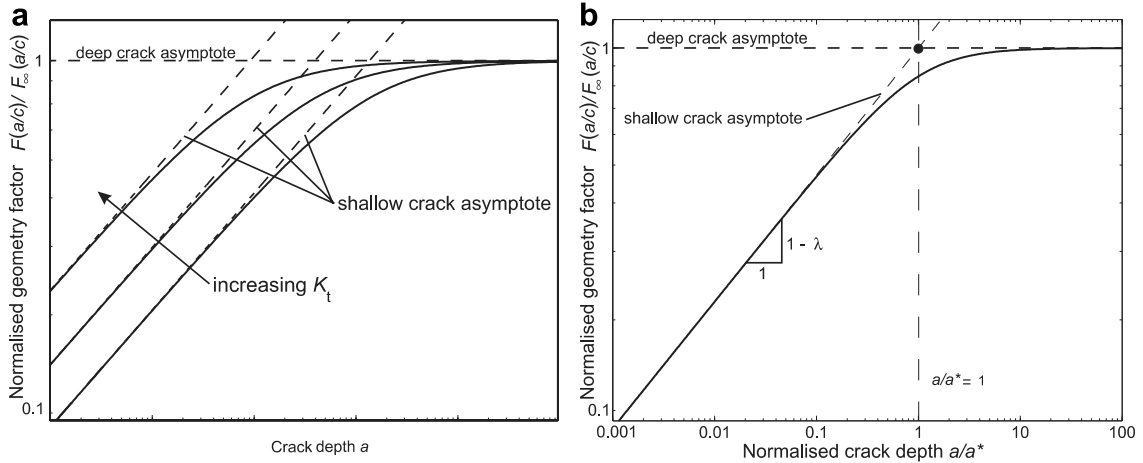 a
Normalised geometry factor F(a/c)/ F∞(a/c)
1
0.1
deep crack asymptote
shallow crack asymptote
increasing Kt
Crack depth a
b
Normalised geometry factor F(a/c)/F∞(a/c)
1
0.1
deep crack asymptote
shallow crack asymptote
1 - λ
1
a/a* = 1
0.001 0.01 0.1 1 10 100
Normalised crack depth a/a*